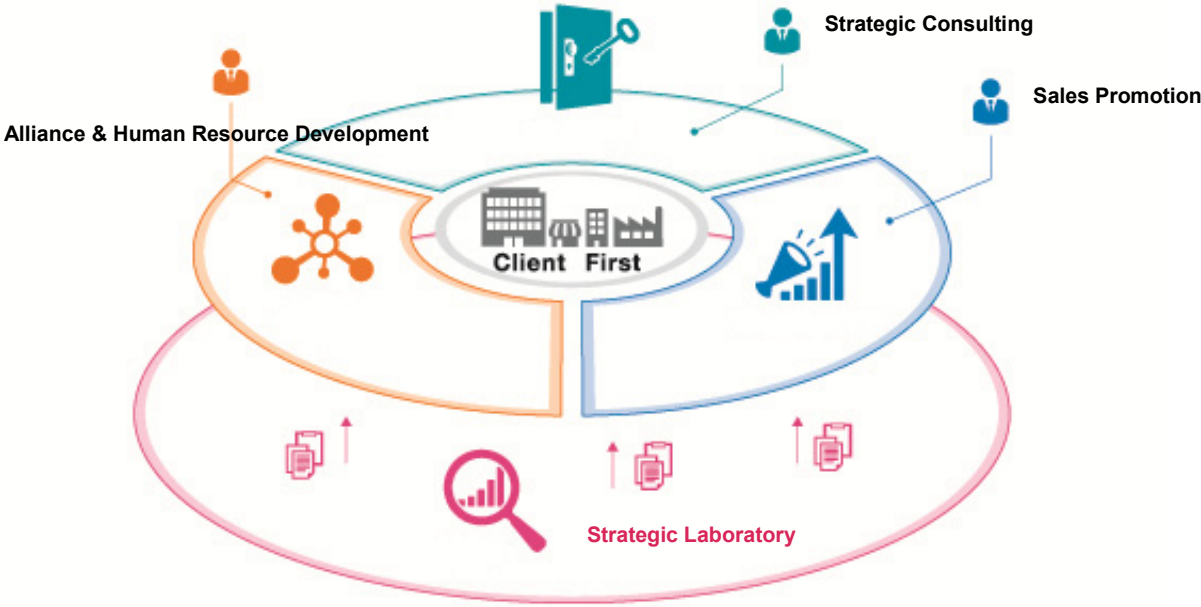 Strategic Consulting
Sales Promotion
Alliance & Human Resource Development
Client First
Strategic Laboratory